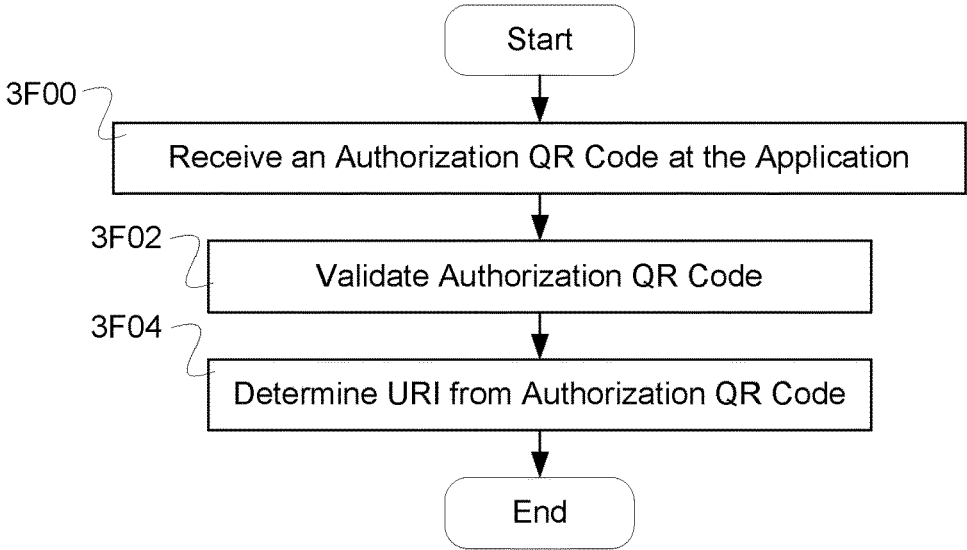 Start
3F00
Receive an Authorization QR Code at the Application
3F02
Validate Authorization QR Code
3F04
Determine URI from Authorization QR Code
End